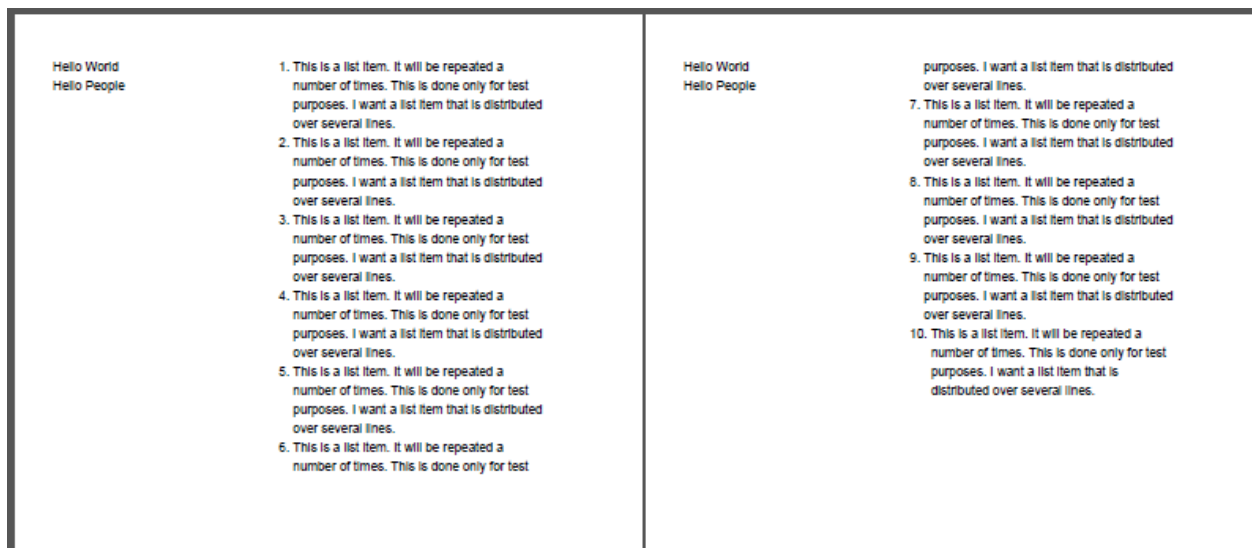 Hello World
Hello People
1. This is a list item. It will be repeated a
number of times. This is done only for test
purposes. I want a list item that is distributed
over several lines.
2. This is a list item. It will be repeated a
number of times. This is done only for test
purposes. I want a list item that is distributed
over several lines.
3. This is a list item. It will be repeated a
number of times. This is done only for test
purposes. I want a list item that is distributed
over several lines.
4. This is a list item. It will be repeated a
number of times. This is done only for test
purposes. I want a list item that is distributed
over several lines.
5. This is a list item. It will be repeated a
number of times. This is done only for test
purposes. I want a list item that is distributed
over several lines.
6. This is a list item. It will be repeated a
number of times. This is done only for test
Hello World
Hello People
purposes. I want a list item that is distributed
over several lines.
7. This is a list item. It will be repeated a
number of times. This is done only for test
purposes. I want a list item that is distributed
over several lines.
8. This is a list item. It will be repeated a
number of times. This is done only for test
purposes. I want a list item that is distributed
over several lines.
9. This is a list item. It will be repeated a
number of times. This is done only for test
purposes. I want a list item that is distributed
over several lines.
10. This is a list item. It will be repeated a
number of times. This is done only for test
purposes. I want a list item that is
distributed over several lines.